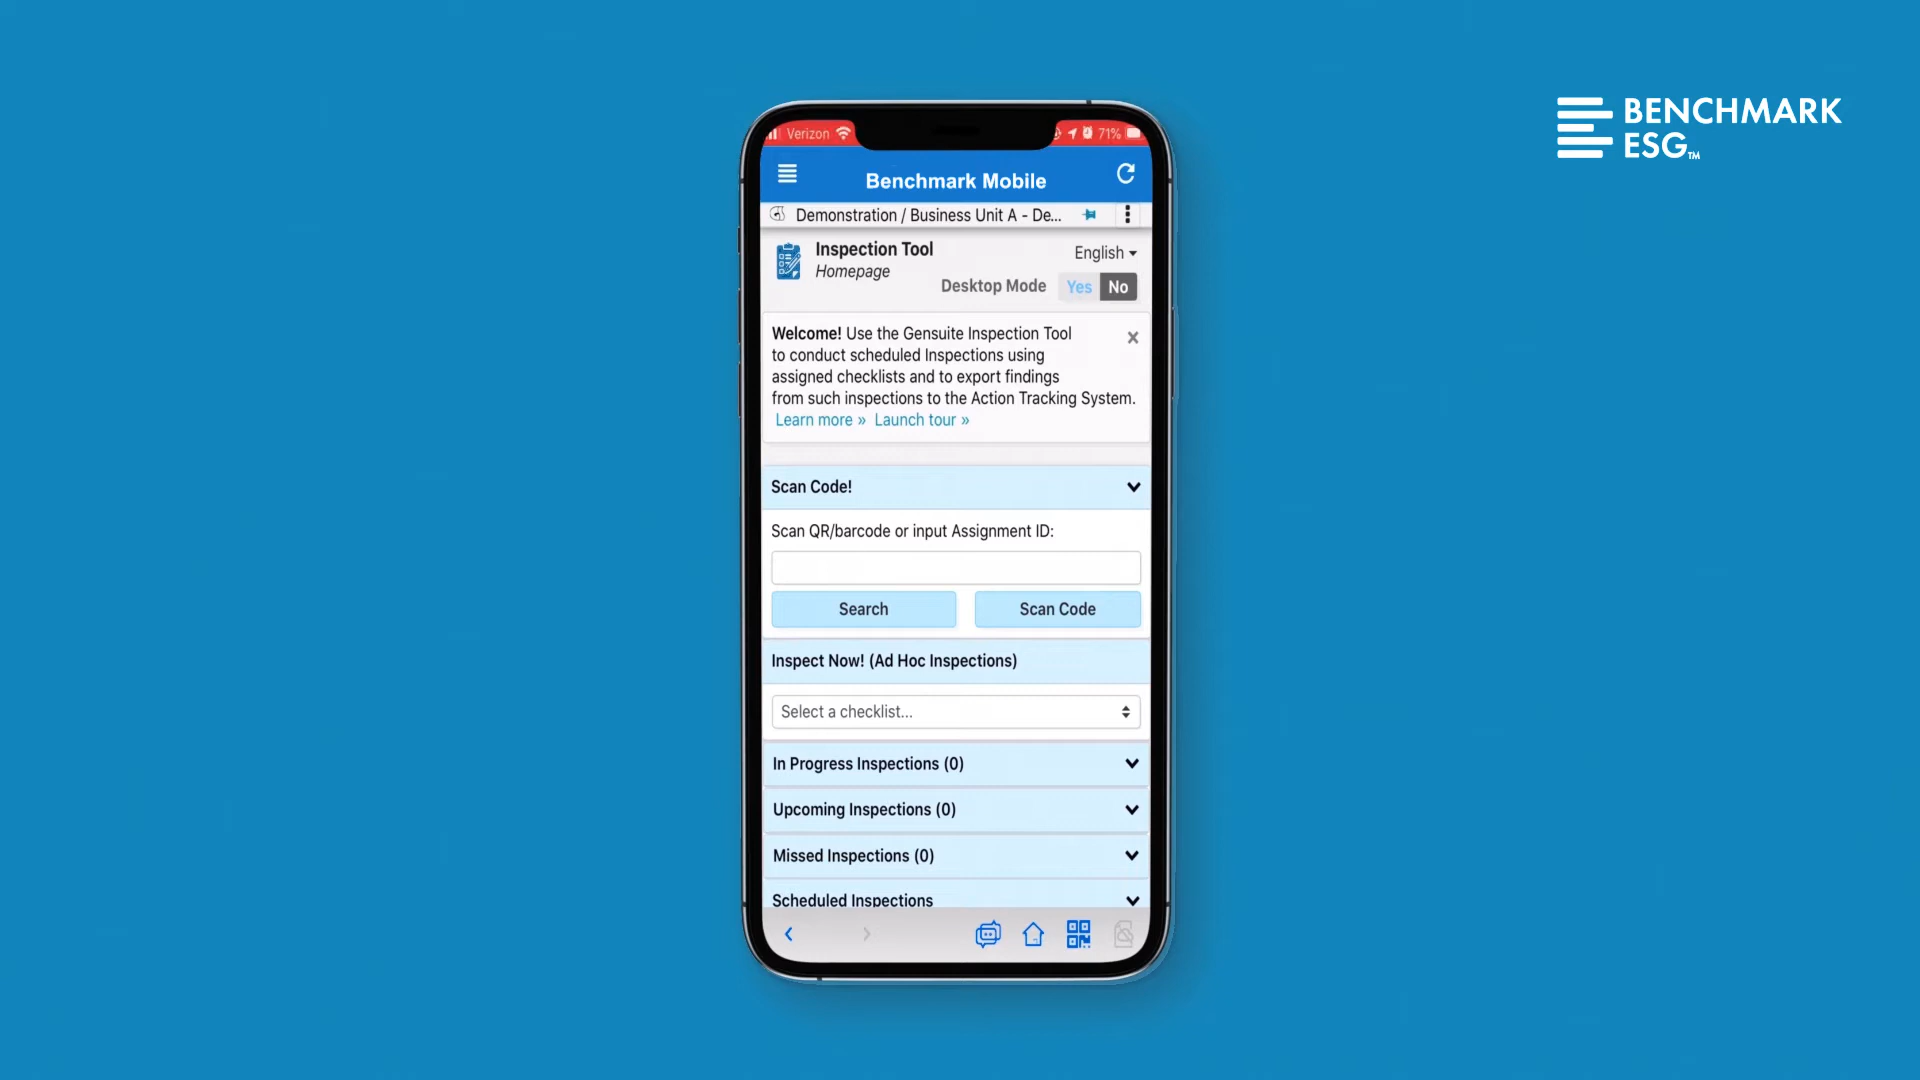 BENCHMARK
ESG™
Verizon
71%
Benchmark Mobile
Demonstration / Business Unit A - De...
Inspection Tool
English
Homepage
Desktop Mode Yes No
Welcome! Use the Gensuite Inspection Tool
to conduct scheduled Inspections using
assigned checklists and to export findings
from such inspections to the Action Tracking System.
Learn more » Launch tour »
Scan Code!
Scan QR/barcode or input Assignment ID:
Search
Scan Code
Inspect Now! (Ad Hoc Inspections)
Select a checklist...
In Progress Inspections (0)
Upcoming Inspections (0)
Missed Inspections (0)
Scheduled Inspections